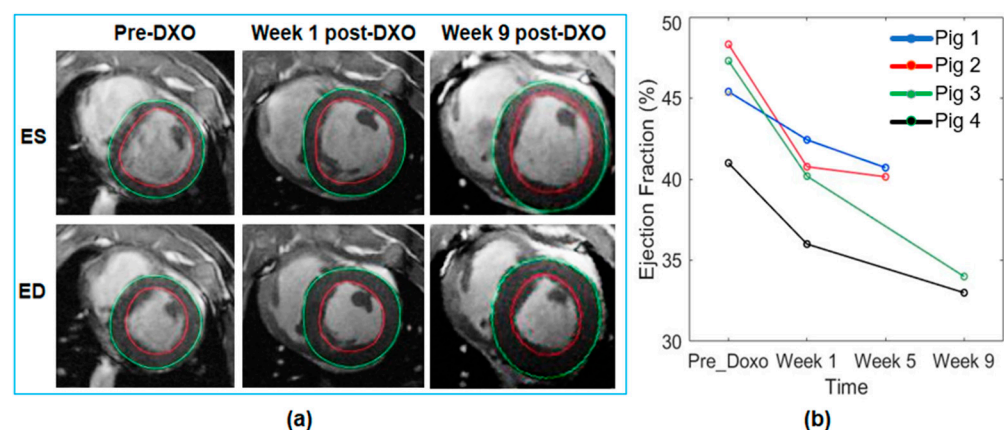 Pre-DXO Week 1 post-DXO Week 9 post-DXO
ES
ED
(a)
50
45
40
35
30
Ejection Fraction (%)
Pig 1
Pig 2
Pig 3
Pig 4
Pre_Doxo Week 1 Week 5 Week 9
Time
(b)